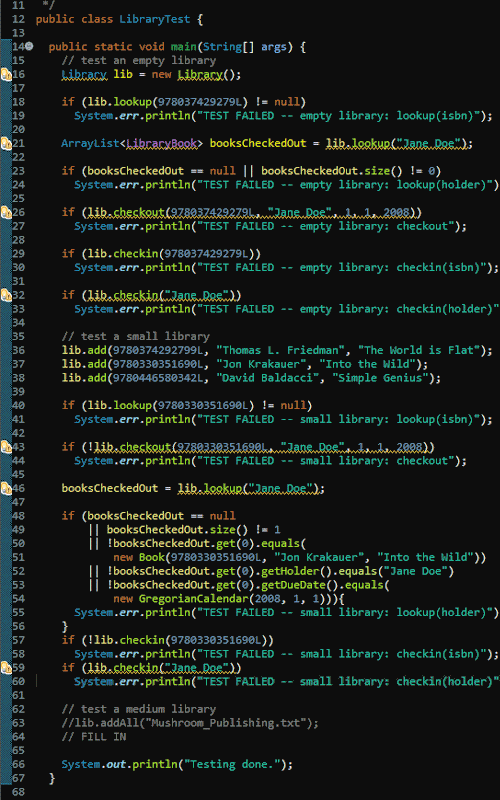 11 */
12 public class LibraryTest {
13
14 public static void main(String[] args) {
15 // test an empty library
16 Library lib = new Library();
17
18 if (lib.lookup(978037429279L) != null)
19 System.err.println("TEST FAILED -- empty library: lookup(isbn)");
20
21 ArrayList<LibraryBook> booksCheckedOut = lib.lookup("Jane Doe");
22
23 if (booksCheckedOut == null || booksCheckedOut.size() != 0)
24 System.err.println("TEST FAILED -- empty library: lookup(holder)"
25
26 if (lib.checkout(978037429279L, "Jane Doe", 1, 1, 2008))
27 System.err.println("TEST FAILED -- empty library: checkout");
28
29 if (lib.checkin(978037429279L))
30 System.err.println("TEST FAILED -- empty library: checkin(isbn)");
31
32 if (lib.checkin("Jane Doe"))
33 System.err.println("TEST FAILED -- empty library: checkin(holder)"
34
35 // test a small library
36 lib.add(9780374292799L, "Thomas L. Friedman", "The World is Flat");
37 lib.add(9780330351690L, "Jon Krakauer", "Into the Wild");
38 lib.add(9780446580342L, "David Baldacci", "Simple Genius");
39
40 if (lib.lookup(9780330351690L) != null)
41 System.err.println("TEST FAILED -- small library: lookup(isbn)");
42
43 if (!lib.checkout(9780330351690L, "Jane Doe", 1, 1, 2008))
44 System.err.println("TEST FAILED -- small library: checkout");
45
46 booksCheckedOut = lib.lookup("Jane Doe");
47
48 if (booksCheckedOut == null
49 || booksCheckedOut.size() != 1
50 || !booksCheckedOut.get(0).equals(
51 new Book(9780330351690L, "Jon Krakauer", "Into the Wild"))
52 || !booksCheckedOut.get(0).getHolder().equals("Jane Doe")
53 || !booksCheckedOut.get(0).getDueDate().equals(
54 new GregorianCalendar(2008, 1, 1))){
55 System.err.println("TEST FAILED -- small library: lookup(holder)")
56 }
57 if (!lib.checkin(9780330351690L))
58 System.err.println("TEST FAILED -- small library: checkin(isbn)");
59 if (lib.checkin("Jane Doe"))
60 System.err.println("TEST FAILED -- small library: checkin(holder)"
61
62 // test a medium library
63 //lib.addAll("Mushroom_Publishing.txt");
64 // FILL IN
65
66 System.out.println("Testing done.");
67 }
68